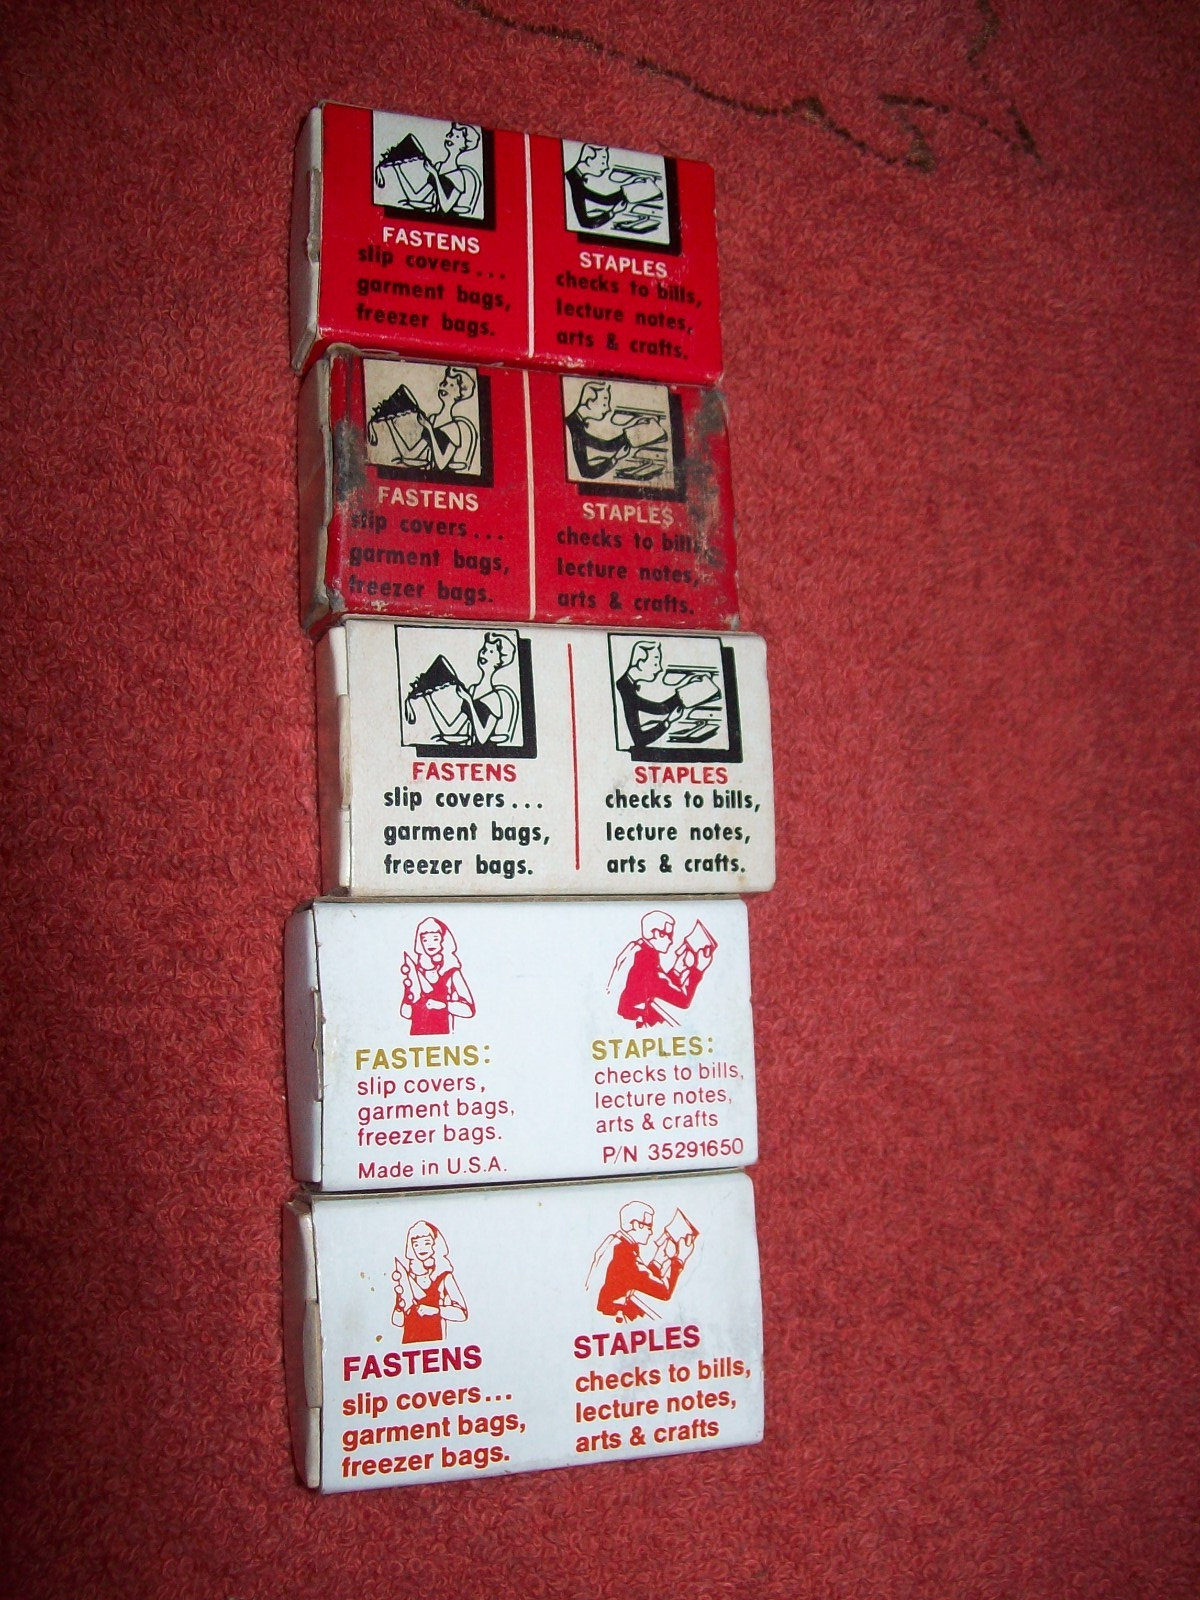 FASTENS
slip covers...
garment bags,
freezer bags.
STAPLES
checks to bills,
lecture notes,
arts & crafts.
FASTENS
slip covers...
garment bags,
freezer bags.
STAPLES
checks to bills,
lecture notes,
arts & crafts.
FASTENS
slip covers...
garment bags,
freezer bags.
STAPLES
checks to bills,
lecture notes,
arts & crafts.
FASTENS:
slip covers,
garment bags,
freezer bags.
Made in U.S.A.
STAPLES:
checks to bills,
lecture notes,
arts & crafts
P/N 35291650
FASTENS
slip covers...
garment bags,
freezer bags.
STAPLES
checks to bills,
lecture notes,
arts & crafts